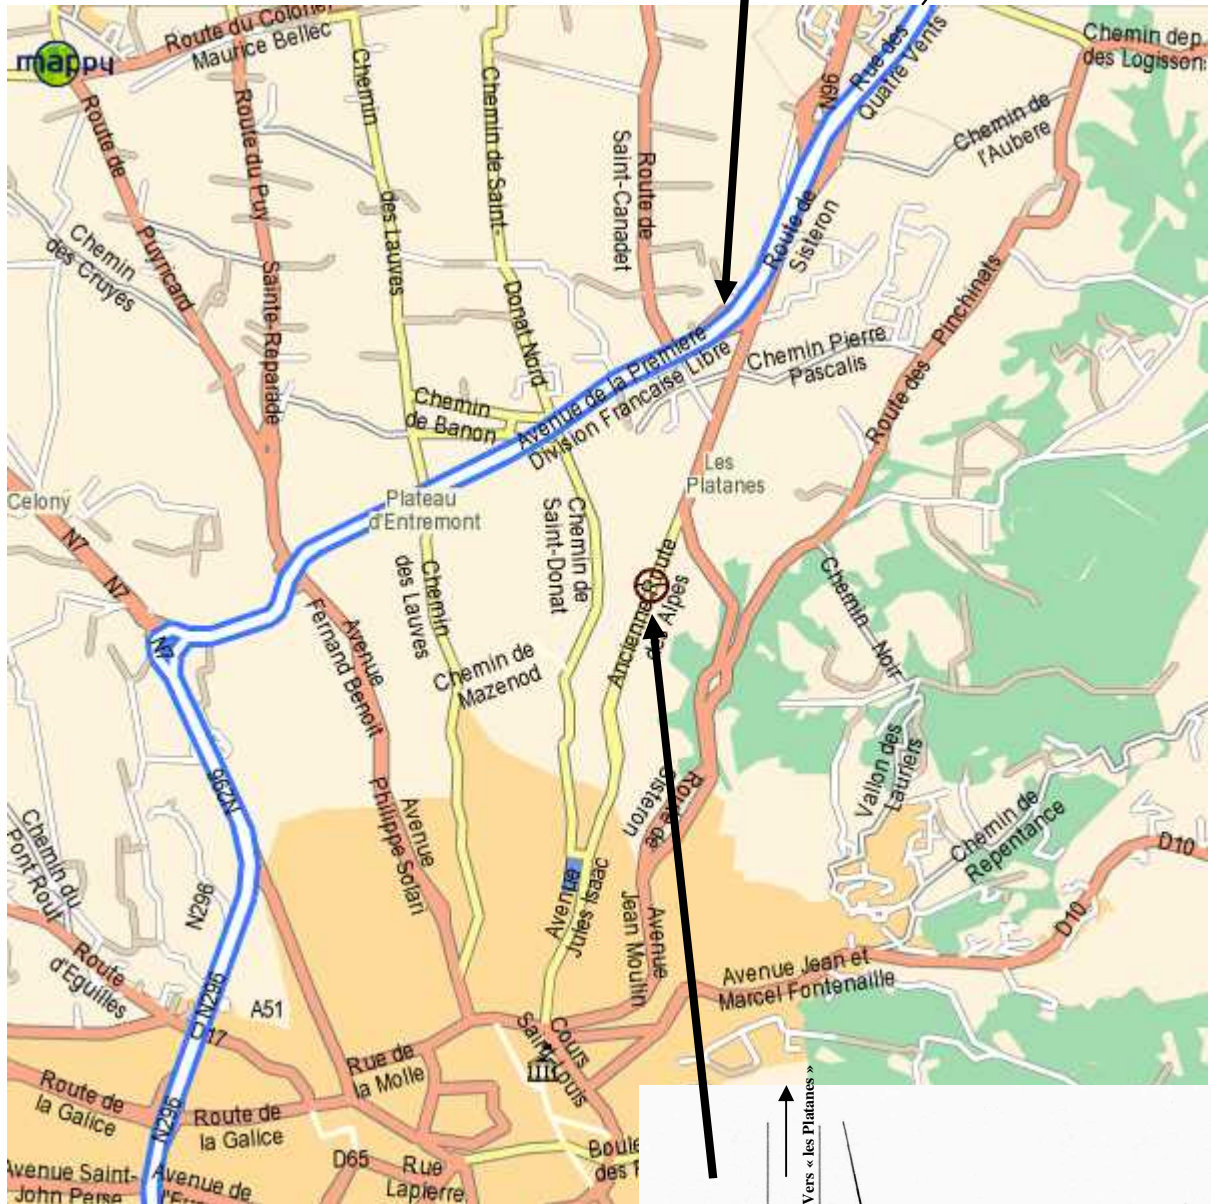 Route du Colonel
Maurice Bellec
mappy
Chemin dep.
des Logissons
Rue des
Quatre Vents
N96
Chemin de
l'Aubere
Route de
Puyricard
Route du Puy
Sainte-Reparade
Chemin
des Lauves
Chemin de Saint-
Donat Nord
Route de
Saint-Canadet
Route de
Sisteron
Chemin
des Cruyes
Route des Pinchinats
Avenue de la Premiere
Division Francaise Libre
Chemin Pierre
Pascalis
Chemin
de Banon
Les
Platanes
Celony
Plateau
d'Entremont
N7
N7
N7
Chemin de
Saint-Donat
Ancienne Route
des Alpes
Chemin Noir
Chemin
des Lauves
Avenue
Fernand Benoit
Chemin de
Mazenod
Vallon des
Lauriers
N296
Avenue
Philippe Solari
Route de
Sisteron
Chemin de
Repentance
D10
Chemin du
Pont Rout
N296
Avenue
Jules Isaac
Avenue
Jean Moulin
D10
Route
d'Eguilles
N296
A51
Avenue Jean et
Marcel Fontenaille
D17
Cours
Saint-Louis
Rue de
la Molle
Route de
la Galice
N296
Route de
la Galice
Vers « les Platanes »
D65
Rue
Lapierre
Boule
des
Avenue Saint-
John Perse
Avenue de